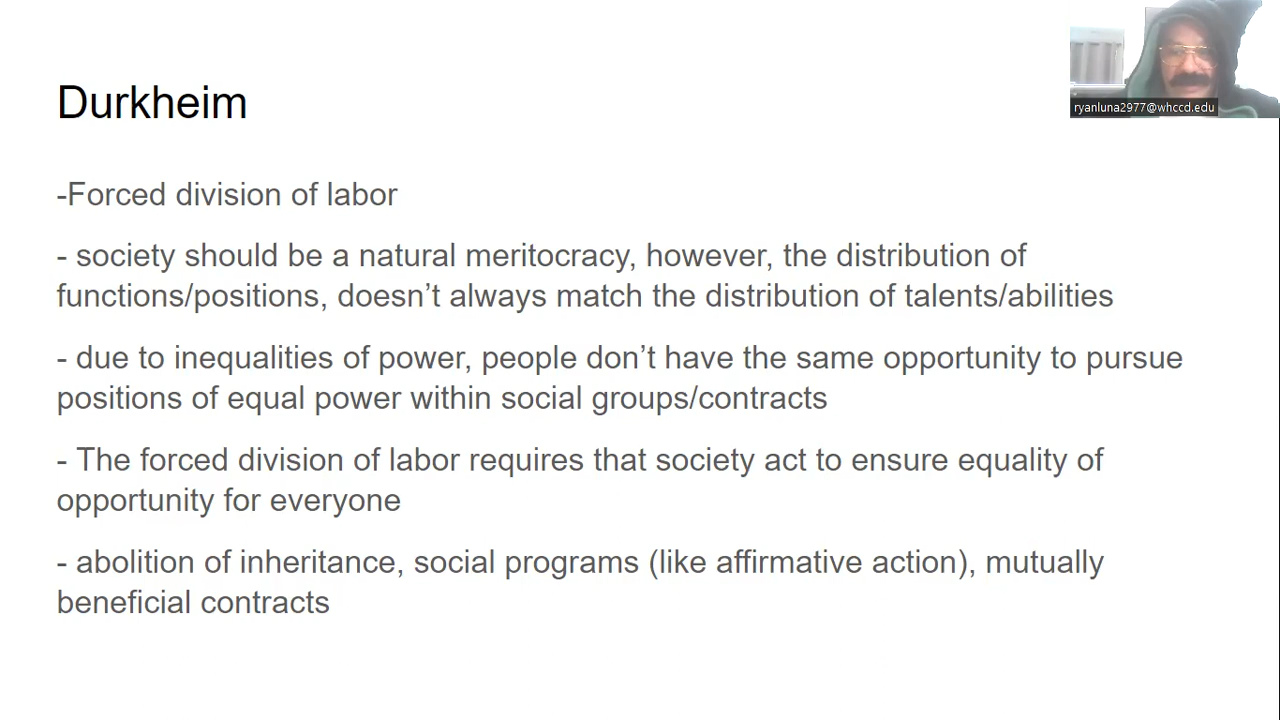 ryanluna2977@whccd.edu
Durkheim
-Forced division of labor
- society should be a natural meritocracy, however, the distribution of
functions/positions, doesn’t always match the distribution of talents/abilities
- due to inequalities of power, people don’t have the same opportunity to pursue
positions of equal power within social groups/contracts
- The forced division of labor requires that society act to ensure equality of
opportunity for everyone
- abolition of inheritance, social programs (like affirmative action), mutually
beneficial contracts